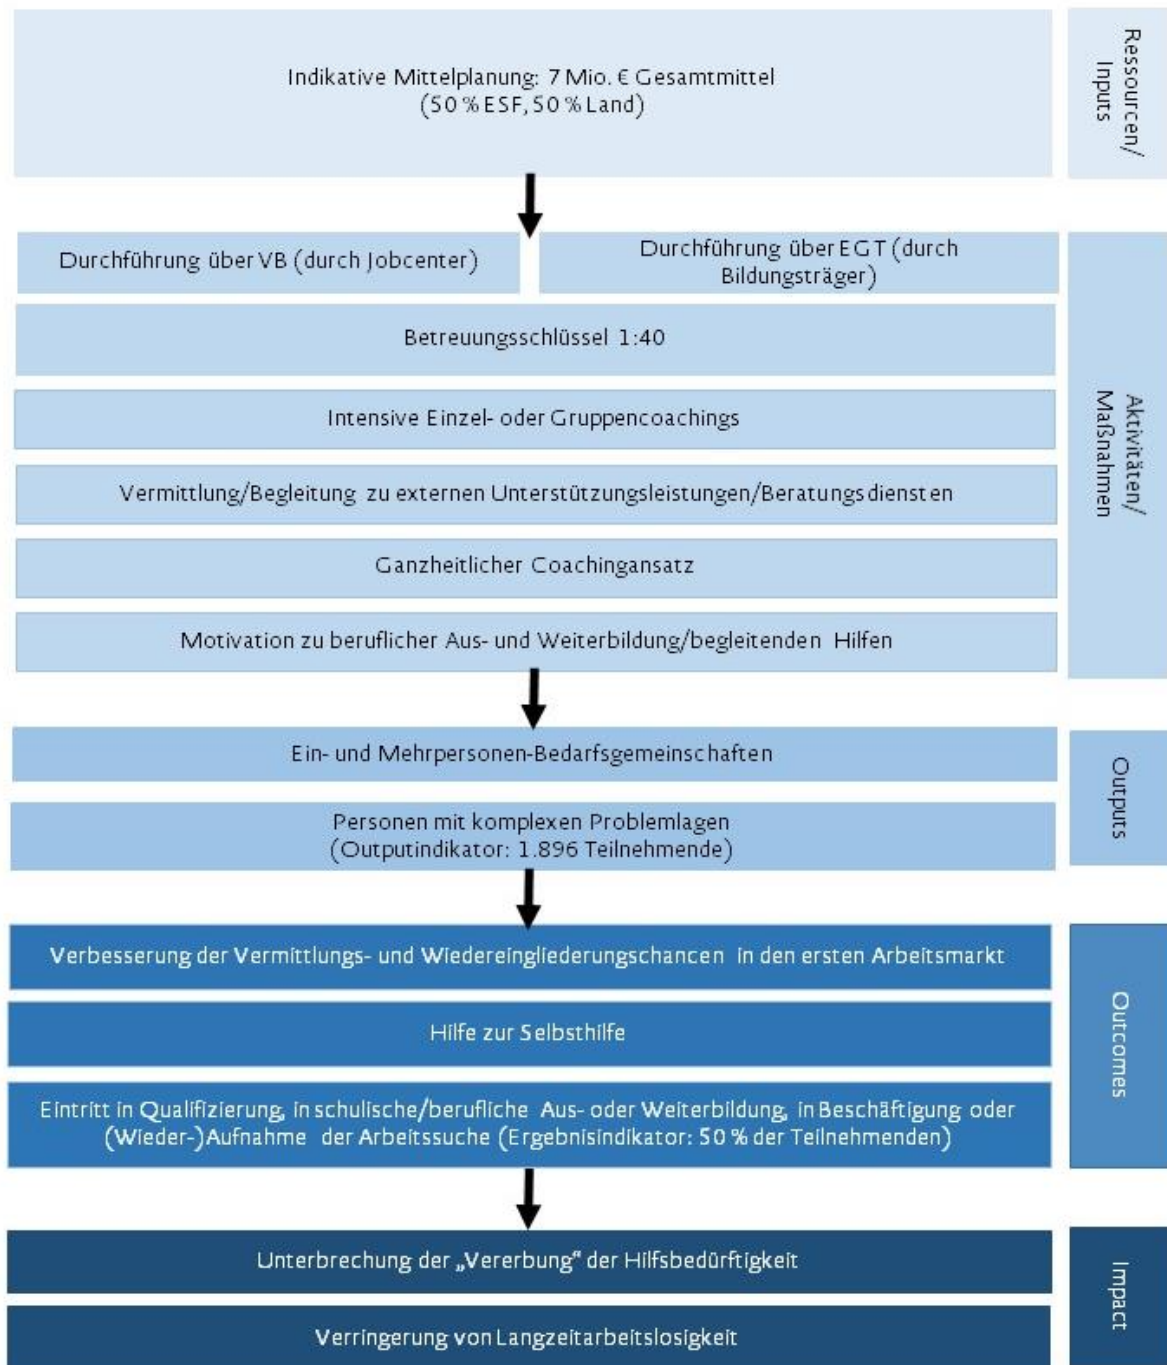 Indikative Mittelplanung: 7 Mio. € Gesamtmittel
(50 % ESF, 50 % Land)
Ressourcen/
Inputs
Durchführung über VB (durch Jobcenter)
Durchführung über EGT (durch
Bildungsträger)
Betreuungsschlüssel 1:40
Intensive Einzel- oder Gruppencoachings
Vermittlung/Begleitung zu externen Unterstützungsleistungen/Beratungsdiensten
Ganzheitlicher Coachingansatz
Motivation zu beruflicher Aus- und Weiterbildung/begleitenden Hilfen
Aktivitäten/
Maßnahmen
Ein- und Mehrpersonen-Bedarfsgemeinschaften
Personen mit komplexen Problemlagen
(Outputindikator: 1.896 Teilnehmende)
Outputs
Verbesserung der Vermittlungs- und Wiedereingliederungschancen in den ersten Arbeitsmarkt
Hilfe zur Selbsthilfe
Eintritt in Qualifizierung, in schulische/berufliche Aus- oder Weiterbildung, in Beschäftigung oder
(Wieder-)Aufnahme der Arbeitssuche (Ergebnisindikator: 50 % der Teilnehmenden)
Outcomes
Unterbrechung der „Vererbung“ der Hilfsbedürftigkeit
Verringerung von Langzeitarbeitslosigkeit
Impact